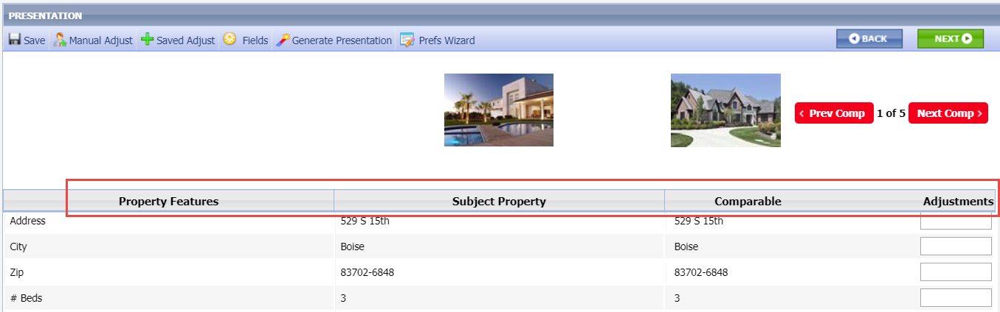 PRESENTATION
Save Manual Adjust Saved Adjust Fields Generate Presentation Prefs Wizard BACK NEXT
‹ Prev Comp 1 of 5 Next Comp ›
Property Features Subject Property Comparable Adjustments
Address 529 S 15th 529 S 15th
City Boise Boise
Zip 83702-6848 83702-6848
# Beds 3 3